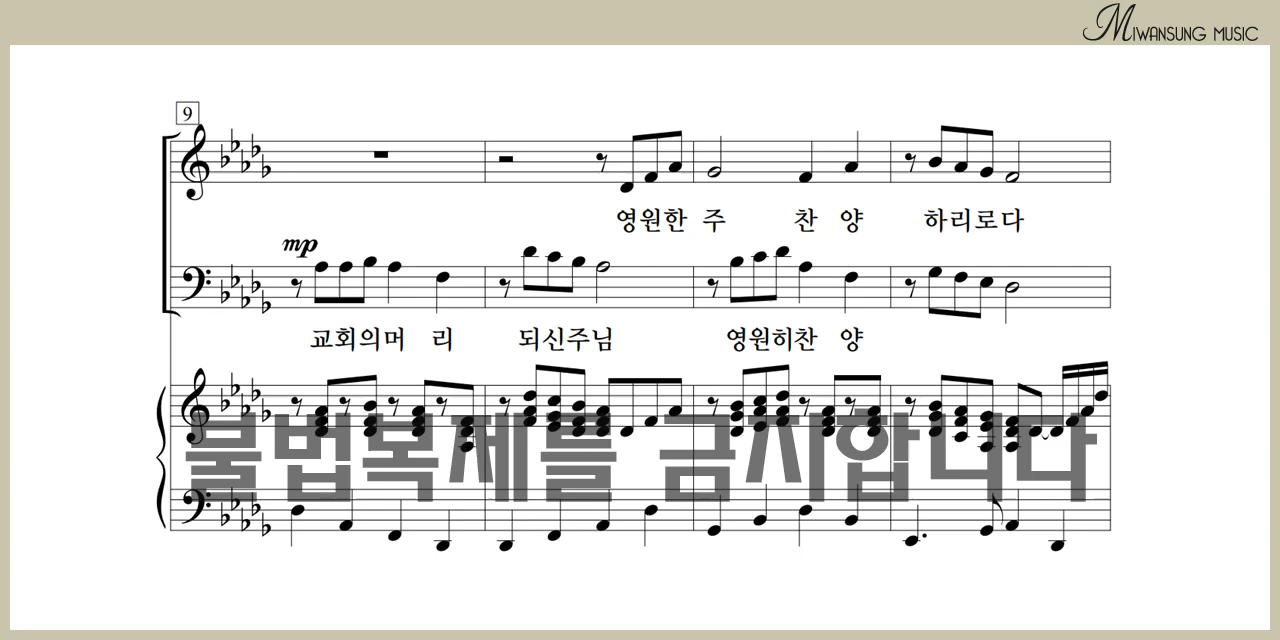 MIWANSUNG MUSIC
9
영원한 주 찬 양 하리로다
mp
교회의머 리 되신주님 영원히찬 양
불법복제를 금지합니다